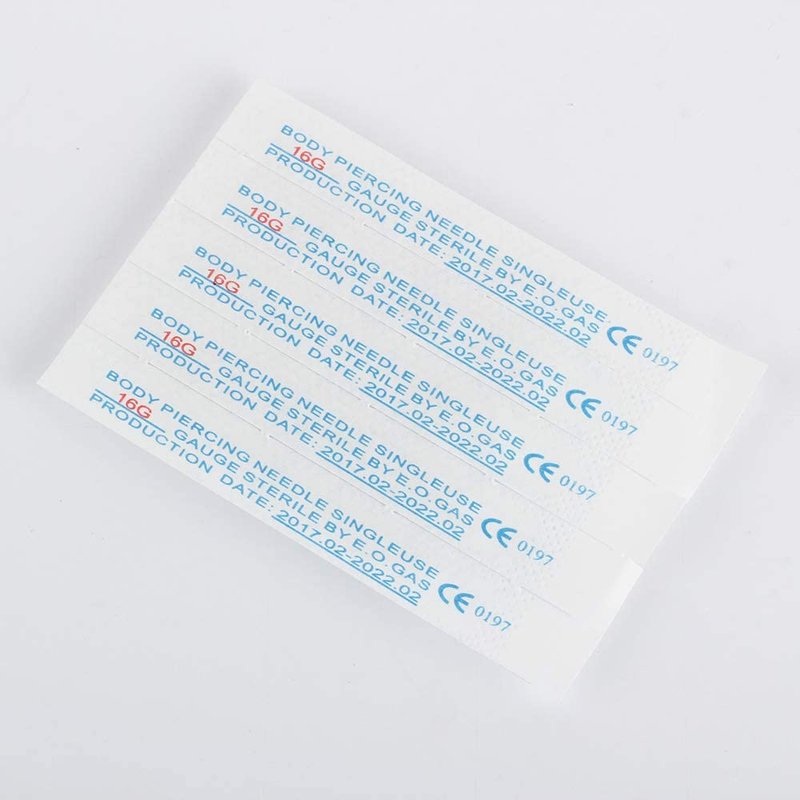 BODY PIERCING NEEDLE SINGLEUSE
16G GAUGE STERILE BY E.O.GAS
PRODUCTION DATE: 2017.02-2022.02
CE 0197
BODY PIERCING NEEDLE SINGLEUSE
16G GAUGE STERILE BY E.O.GAS
PRODUCTION DATE: 2017.02-2022.02
CE 0197
BODY PIERCING NEEDLE SINGLEUSE
16G GAUGE STERILE BY E.O.GAS
PRODUCTION DATE: 2017.02-2022.02
CE 0197
BODY PIERCING NEEDLE SINGLEUSE
16G GAUGE STERILE BY E.O.GAS
PRODUCTION DATE: 2017.02-2022.02
CE 0197
BODY PIERCING NEEDLE SINGLEUSE
16G GAUGE STERILE BY E.O.GAS
PRODUCTION DATE: 2017.02-2022.02
CE 0197